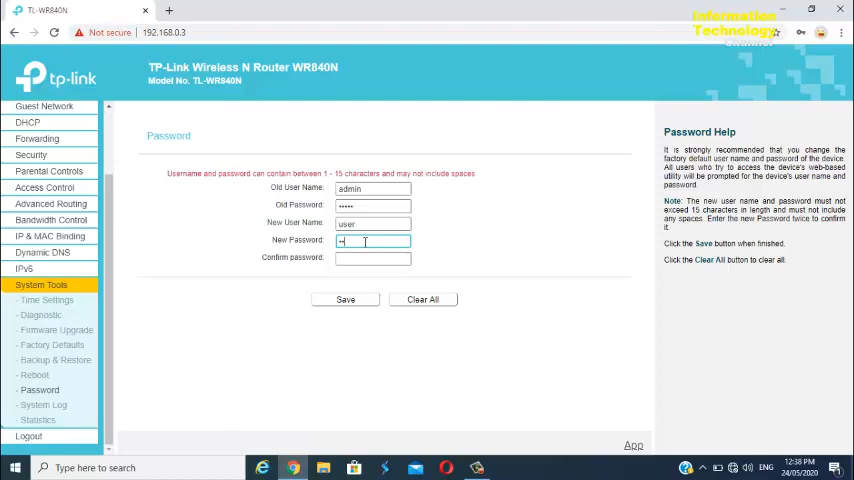 TL-WR840N
Information
Technology
Channel
Not secure
192.168.0.3
tp-link
TP-Link Wireless N Router WR840N
Model No. TL-WR840N
Guest Network
DHCP
Forwarding
Security
Parental Controls
Access Control
Advanced Routing
Bandwidth Control
IP & MAC Binding
Dynamic DNS
IPv6
System Tools
- Time Settings
- Diagnostic
- Firmware Upgrade
- Factory Defaults
- Backup & Restore
- Reboot
- Password
- System Log
- Statistics
Logout
Password
Username and password can contain between 1 - 15 characters and may not include spaces
Old User Name: admin
Old Password: •••••
New User Name: user
New Password: ••
Confirm password:
Save Clear All
Password Help
It is strongly recommended that you change the
factory default user name and password of the device.
All users who try to access the device's web-based
utility will be prompted for the device's user name and
password.
Note: The new user name and password must not
exceed 15 characters in length and must not include
any spaces. Enter the new Password twice to confirm
it.
Click the Save button when finished.
Click the Clear All button to clear all.
App
Type here to search
ENG
12:38 PM
24/05/2020